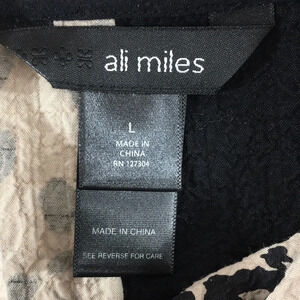 ali miles
L
MADE IN
CHINA
RN 127304
MADE IN CHINA
SEE REVERSE FOR CARE